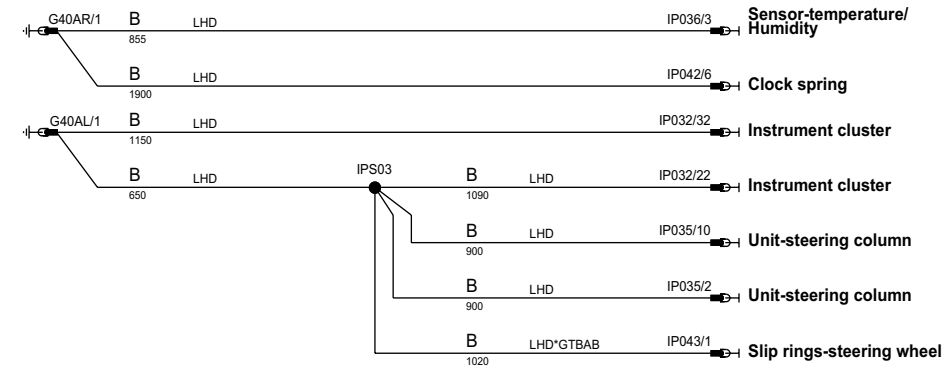 G40AR/1 B LHD IP036/3 Sensor-temperature/
Humidity
855
B LHD IP042/6 Clock spring
1900
G40AL/1 B LHD IP032/32 Instrument cluster
1150
B LHD IPS03 B LHD IP032/22 Instrument cluster
650 1090
B LHD IP035/10 Unit-steering column
900
B LHD IP035/2 Unit-steering column
900
B LHD*GTBAB IP043/1 Slip rings-steering wheel
1020